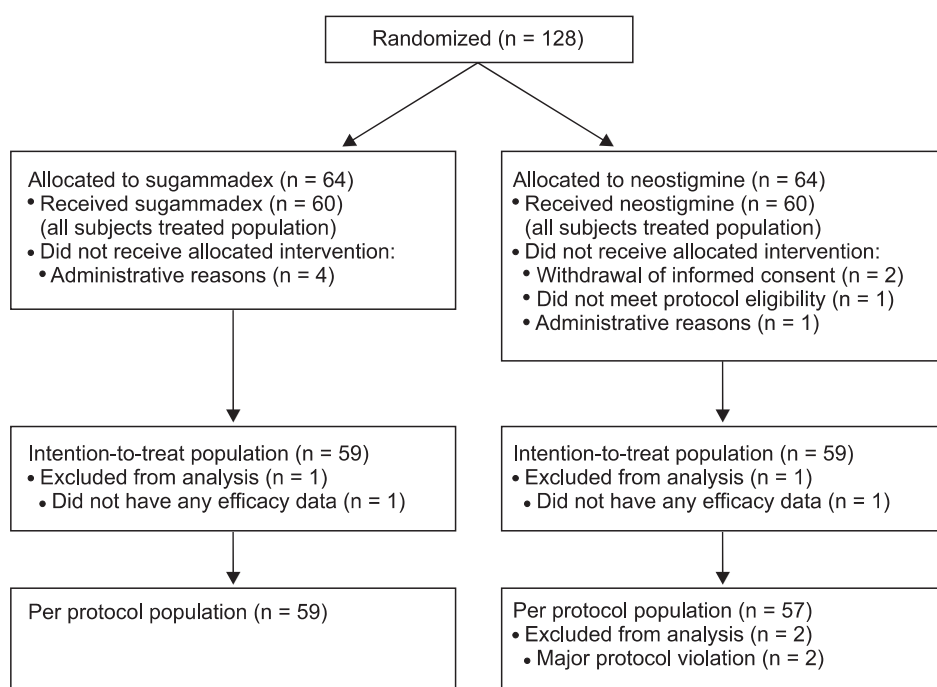 Randomized (n = 128)
Allocated to sugammadex (n = 64)
• Received sugammadex (n = 60)
(all subjects treated population)
• Did not receive allocated intervention:
• Administrative reasons (n = 4)
Allocated to neostigmine (n = 64)
• Received neostigmine (n = 60)
(all subjects treated population)
• Did not receive allocated intervention:
• Withdrawal of informed consent (n = 2)
• Did not meet protocol eligibility (n = 1)
• Administrative reasons (n = 1)
Intention-to-treat population (n = 59)
• Excluded from analysis (n = 1)
• Did not have any efficacy data (n = 1)
Intention-to-treat population (n = 59)
• Excluded from analysis (n = 1)
• Did not have any efficacy data (n = 1)
Per protocol population (n = 59)
Per protocol population (n = 57)
• Excluded from analysis (n = 2)
• Major protocol violation (n = 2)